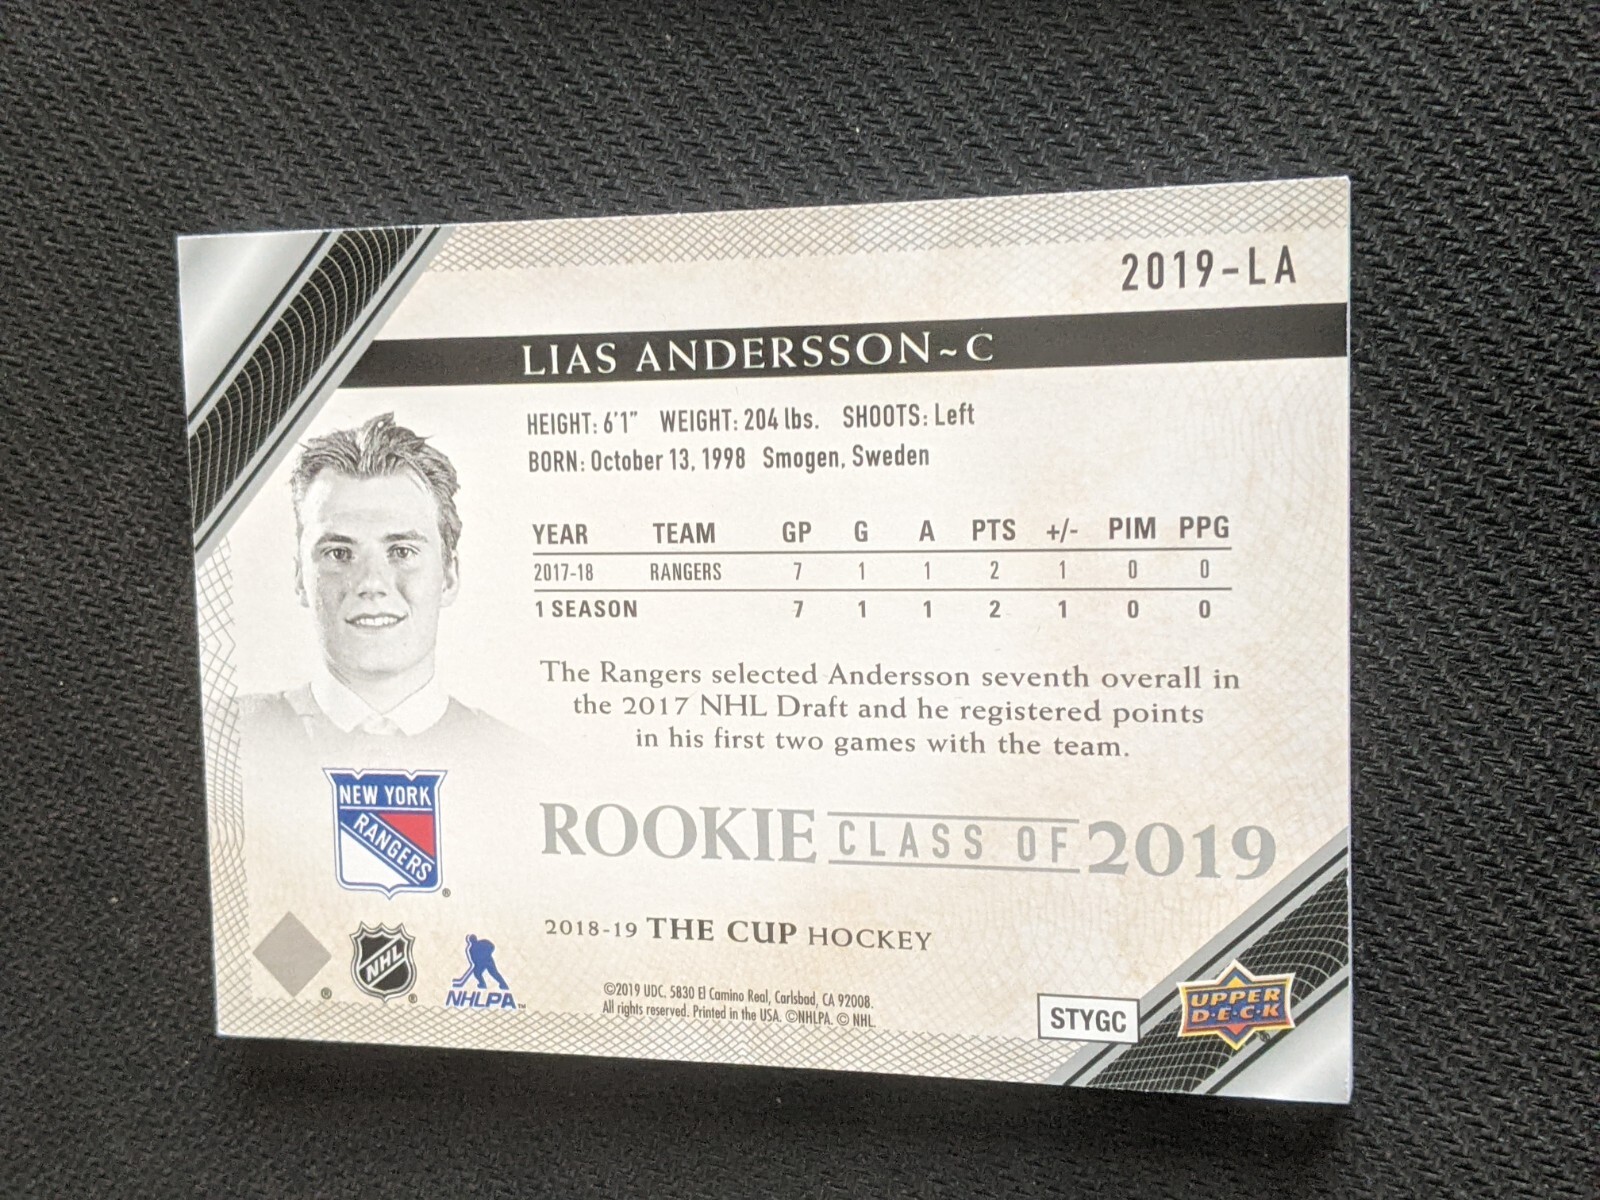 2019-LA
LIAS ANDERSSON~C
HEIGHT: 6'1" WEIGHT: 204 lbs. SHOOTS: Left
BORN: October 13, 1998 Smogen, Sweden
YEAR TEAM GP G A PTS +/- PIM PPG
2017-18 RANGERS 7 1 1 2 1 0 0
1 SEASON 7 1 1 2 1 0 0
The Rangers selected Andersson seventh overall in
the 2017 NHL Draft and he registered points
in his first two games with the team.
NEW YORK
RANGERS
®
ROOKIE CLASS OF 2019
2018-19 THE CUP HOCKEY
®
NHL
®
NHLPA™
©2019 UDC. 5830 El Camino Real, Carlsbad, CA 92008.
All rights reserved. Printed in the USA. ©NHLPA. © NHL
STYGC
UPPER
D·E·C·K
®